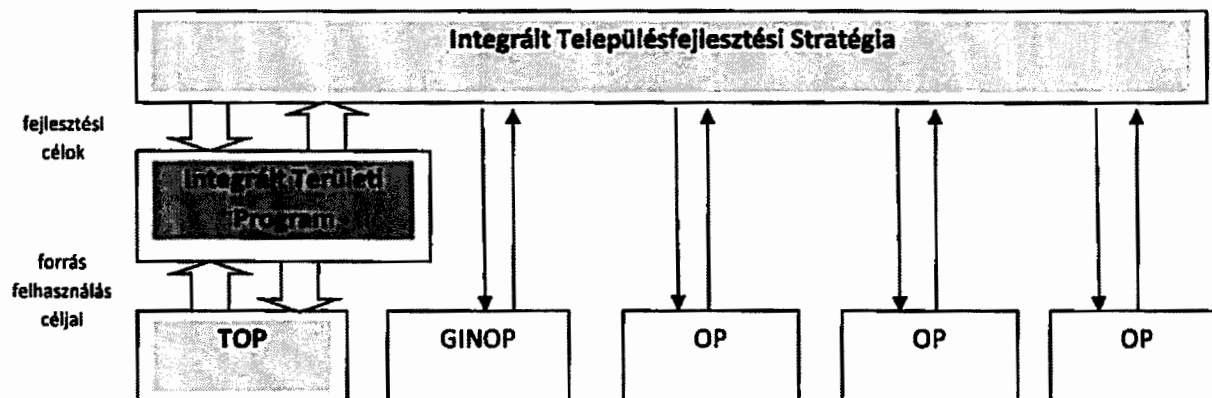 Integrált Településfejlesztési Stratégia
fejlesztési
célok
Integrált Területi
Program
forrás
felhasználás
céljai
TOP
GINOP
OP
OP
OP